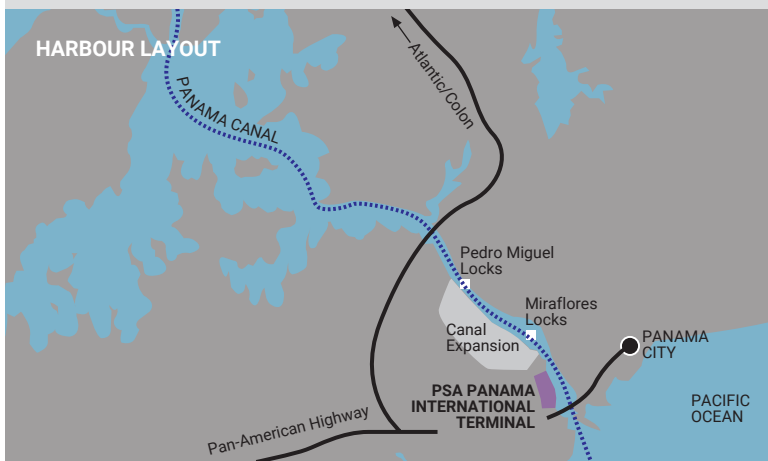 HARBOUR LAYOUT
Atlantic/Colon
PANAMA CANAL
Pedro Miguel
Locks
Miraflores
Locks
Canal
Expansion
PANAMA
CITY
PSA PANAMA
INTERNATIONAL
TERMINAL
PACIFIC
OCEAN
Pan-American Highway